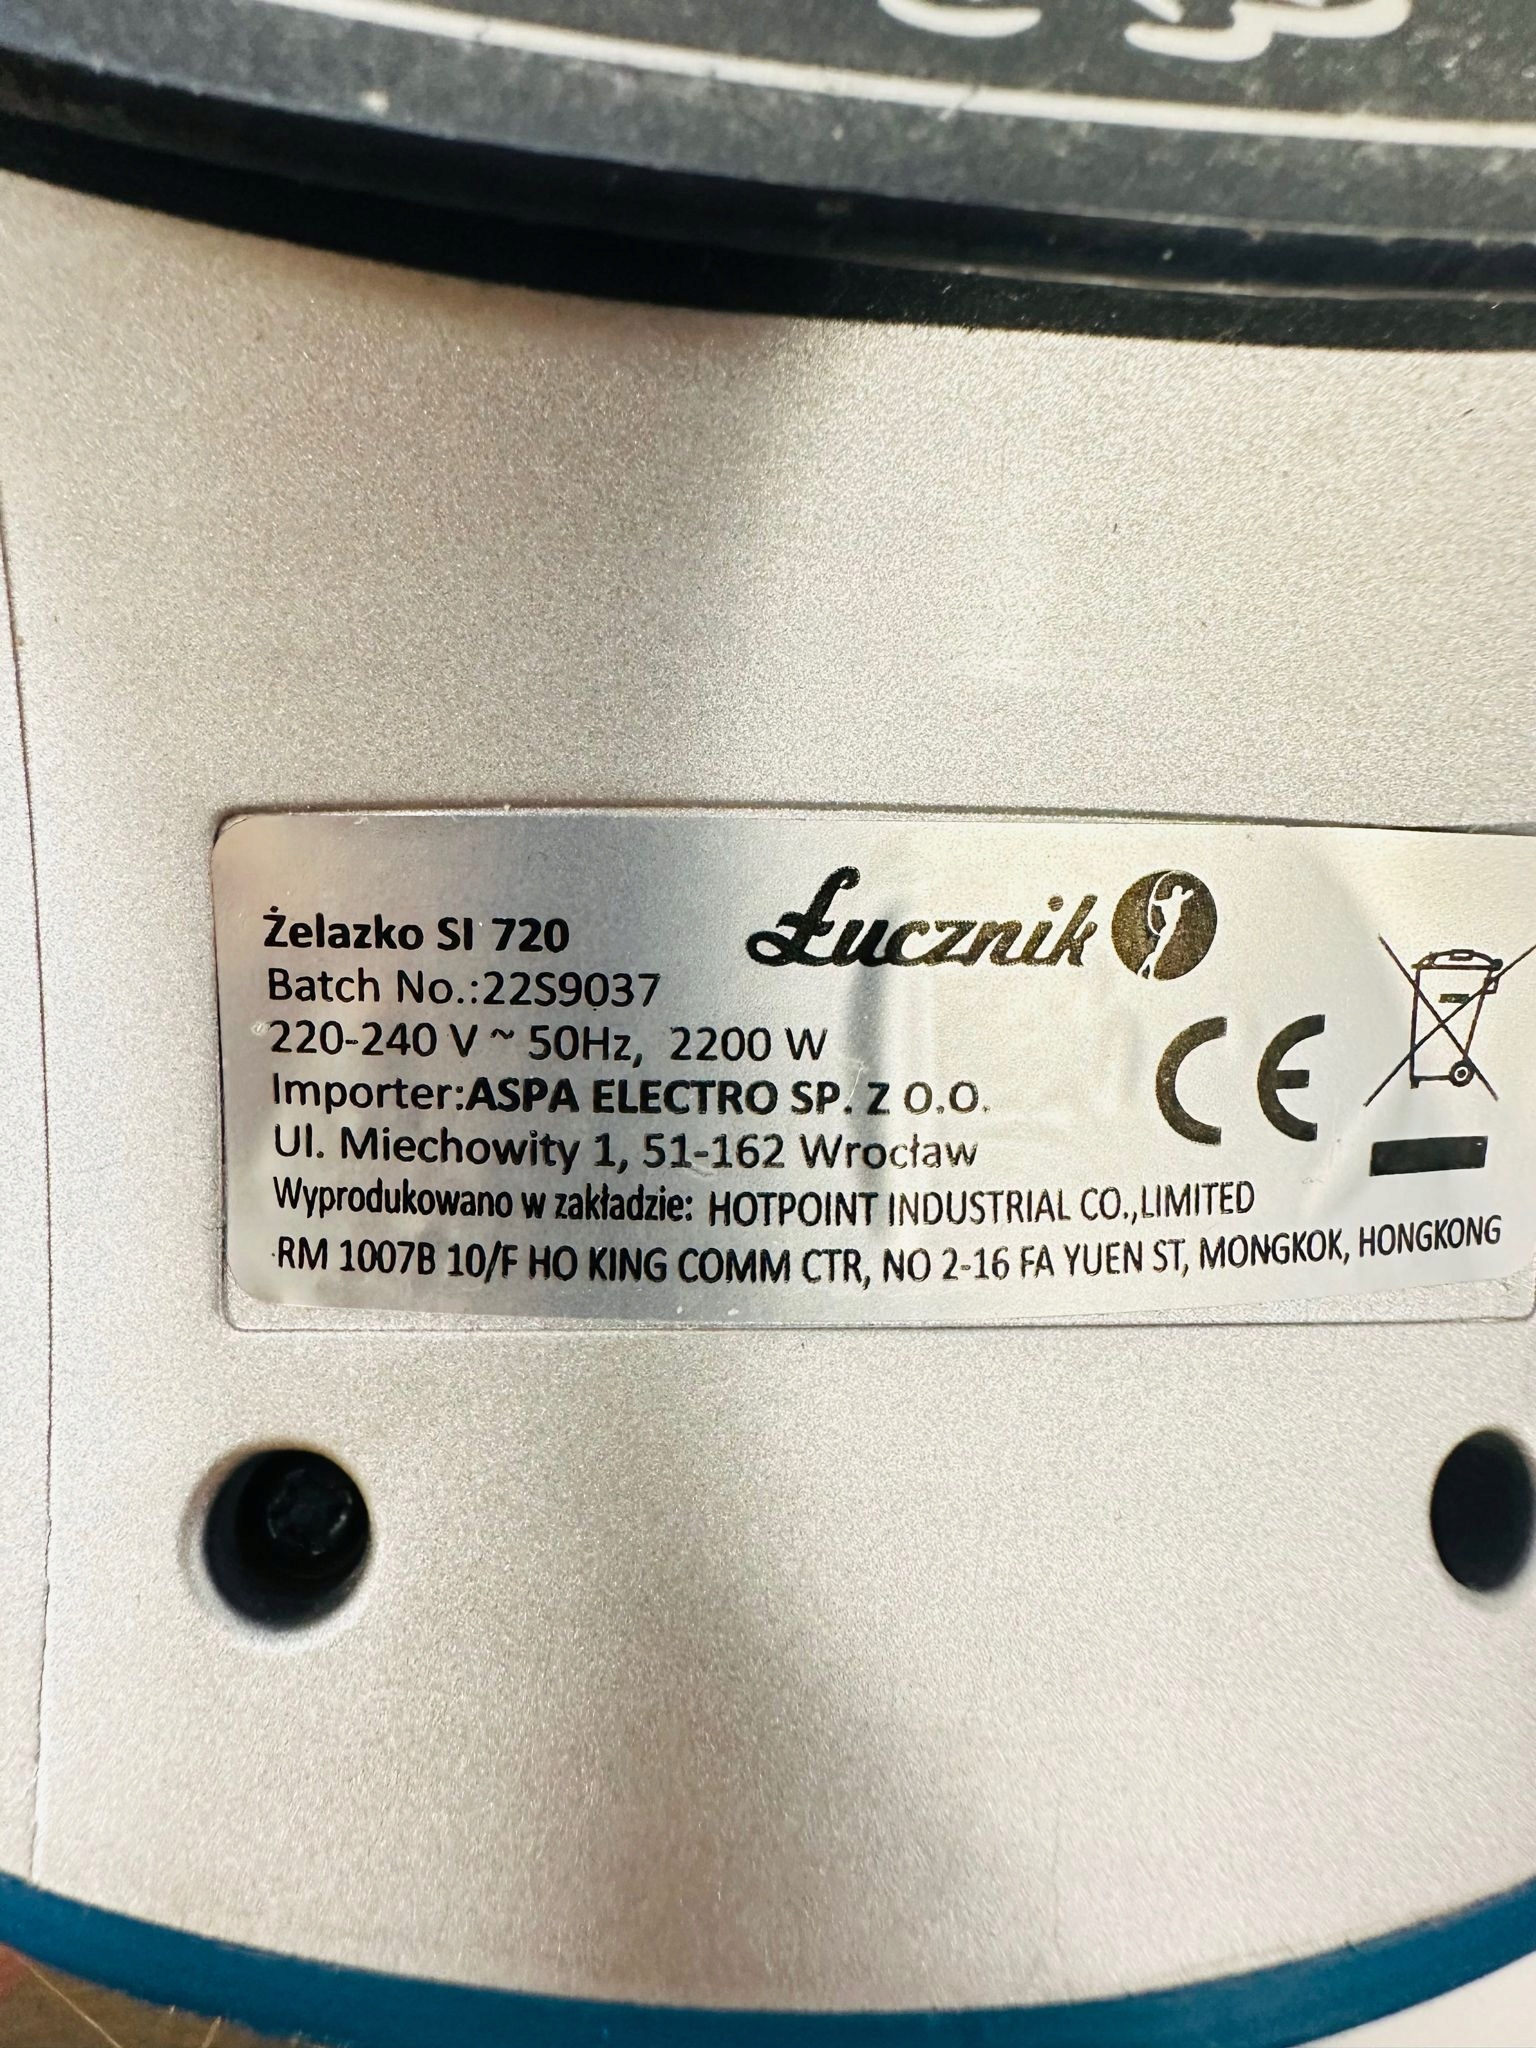 Żelazko SI 720
Łucznik
Batch No.:22S9037
220-240 V ~ 50Hz, 2200 W
Importer:ASPA ELECTRO SP. Z O.O.
CE
Ul. Miechowity 1, 51-162 Wrocław
Wyprodukowano w zakładzie: HOTPOINT INDUSTRIAL CO.,LIMITED
RM 1007B 10/F HO KING COMM CTR, NO 2-16 FA YUEN ST, MONGKOK, HONGKONG